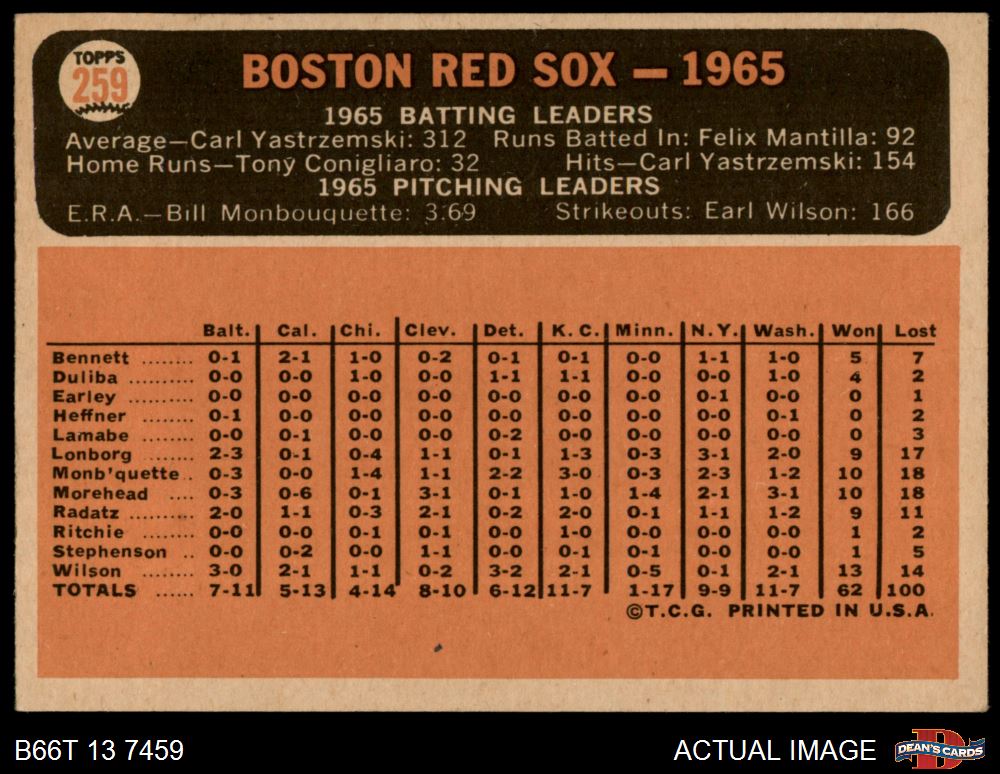 TOPPS
259
BOSTON RED SOX — 1965
1965 BATTING LEADERS
Average—Carl Yastrzemski: 312 Runs Batted In: Felix Mantilla: 92
Home Runs—Tony Conigliaro: 32 Hits—Carl Yastrzemski: 154
1965 PITCHING LEADERS
E.R.A.—Bill Monbouquette: 3.69 Strikeouts: Earl Wilson: 166
Balt. Cal. Chi. Clev. Det. K. C. Minn. N.Y. Wash. Won Lost
Bennett ........ 0-1 2-1 1-0 0-2 0-1 0-1 0-0 1-1 1-0 5 7
Duliba ......... 0-0 0-0 1-0 0-0 1-1 1-1 0-0 0-0 1-0 4 2
Earley ......... 0-0 0-0 0-0 0-0 0-0 0-0 0-0 0-1 0-0 0 1
Heffner ........ 0-1 0-0 0-0 0-0 0-0 0-0 0-0 0-0 0-1 0 2
Lamabe ........ 0-0 0-1 0-0 0-0 0-2 0-0 0-0 0-0 0-0 0 3
Lonborg ........ 2-3 0-1 0-4 1-1 0-1 1-3 0-3 3-1 2-0 9 17
Monb'quette .. 0-3 0-0 1-4 1-1 2-2 3-0 0-3 2-3 1-2 10 18
Morehead .... 0-3 0-6 0-1 3-1 0-1 1-0 1-4 2-1 3-1 10 18
Radatz ......... 2-0 1-1 0-3 2-1 0-2 2-0 0-1 1-1 1-2 9 11
Ritchie ......... 0-0 0-0 0-1 0-0 0-1 1-0 0-0 0-0 0-0 1 2
Stephenson .. 0-0 0-2 0-0 1-1 0-0 0-1 0-1 0-0 0-0 1 5
Wilson ........ 3-0 2-1 1-1 0-2 3-2 2-1 0-5 0-1 2-1 13 14
TOTALS ...... 7-11 5-13 4-14 8-10 6-12 11-7 1-17 9-9 11-7 62 100
©T.C.G. PRINTED IN U.S.A.
B66T 13 7459 ACTUAL IMAGE
D
DEAN'S CARDS